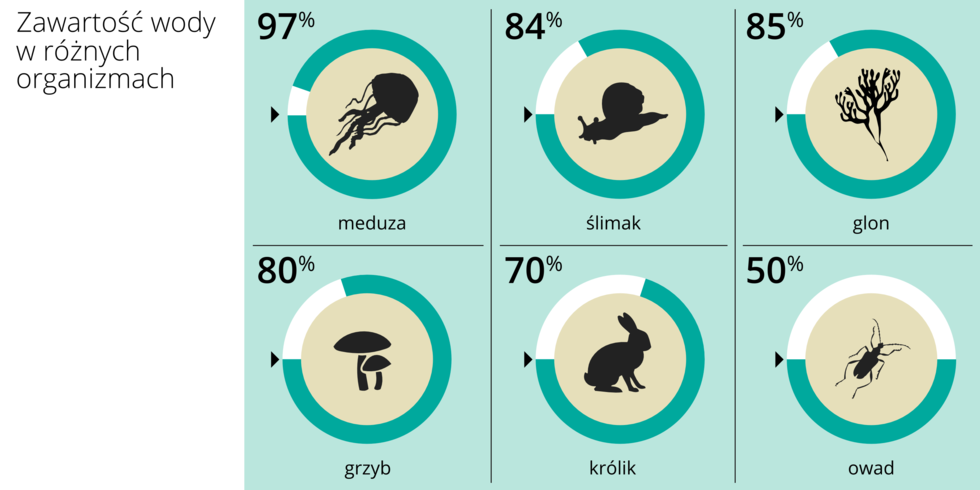 Zawartość wody
w różnych
organizmach
97%
meduza
84%
ślimak
85%
glon
80%
grzyb
70%
królik
50%
owad